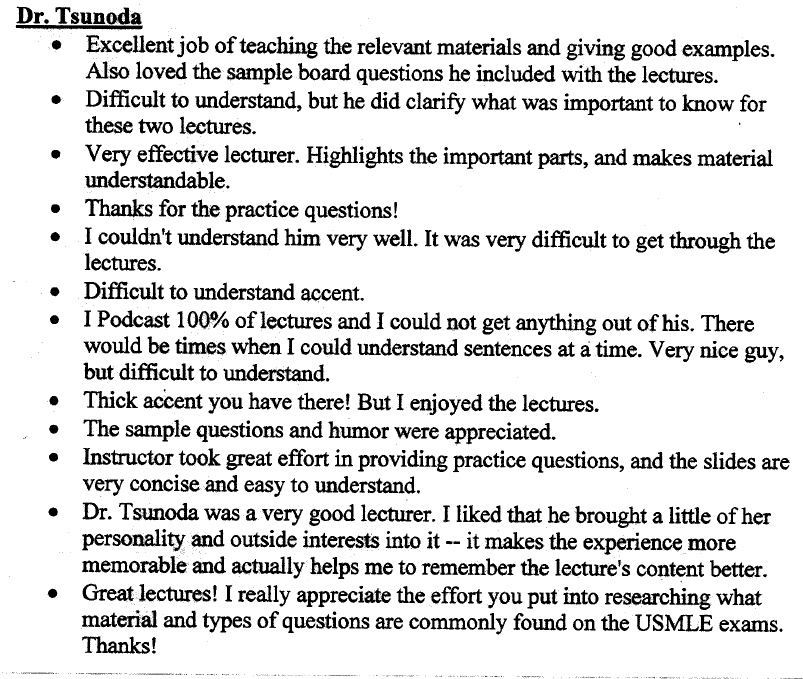 Dr. Tsunoda
• Excellent job of teaching the relevant materials and giving good examples.
Also loved the sample board questions he included with the lectures.
• Difficult to understand, but he did clarify what was important to know for
these two lectures.
• Very effective lecturer. Highlights the important parts, and makes material
understandable.
• Thanks for the practice questions!
• I couldn't understand him very well. It was very difficult to get through the
lectures.
• Difficult to understand accent.
• I Podcast 100% of lectures and I could not get anything out of his. There
would be times when I could understand sentences at a time. Very nice guy,
but difficult to understand.
• Thick accent you have there! But I enjoyed the lectures.
• The sample questions and humor were appreciated.
• Instructor took great effort in providing practice questions, and the slides are
very concise and easy to understand.
• Dr. Tsunoda was a very good lecturer. I liked that he brought a little of her
personality and outside interests into it -- it makes the experience more
memorable and actually helps me to remember the lecture's content better.
• Great lectures! I really appreciate the effort you put into researching what
material and types of questions are commonly found on the USMLE exams.
Thanks!